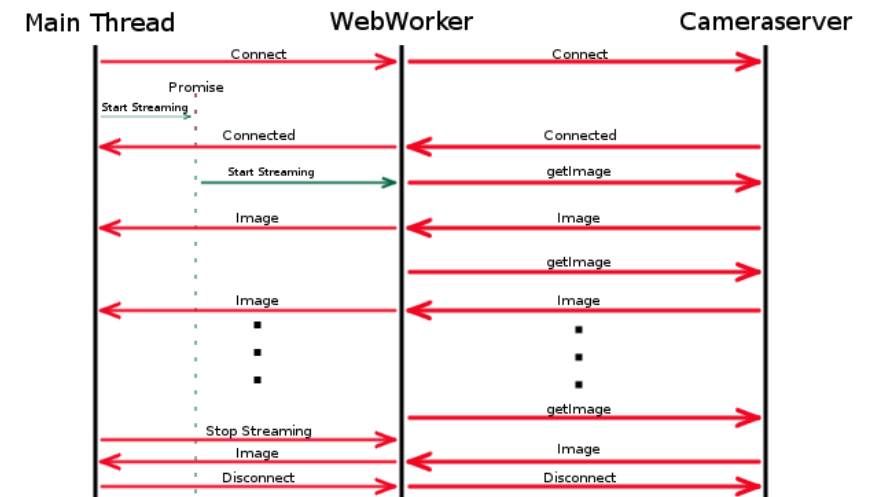 Main Thread WebWorker Cameraserver
Connect Connect
Promise
Start Streaming
Connected Connected
Start Streaming getImage
Image Image
getImage
Image Image
getImage
Stop Streaming
Image Image
Disconnect Disconnect